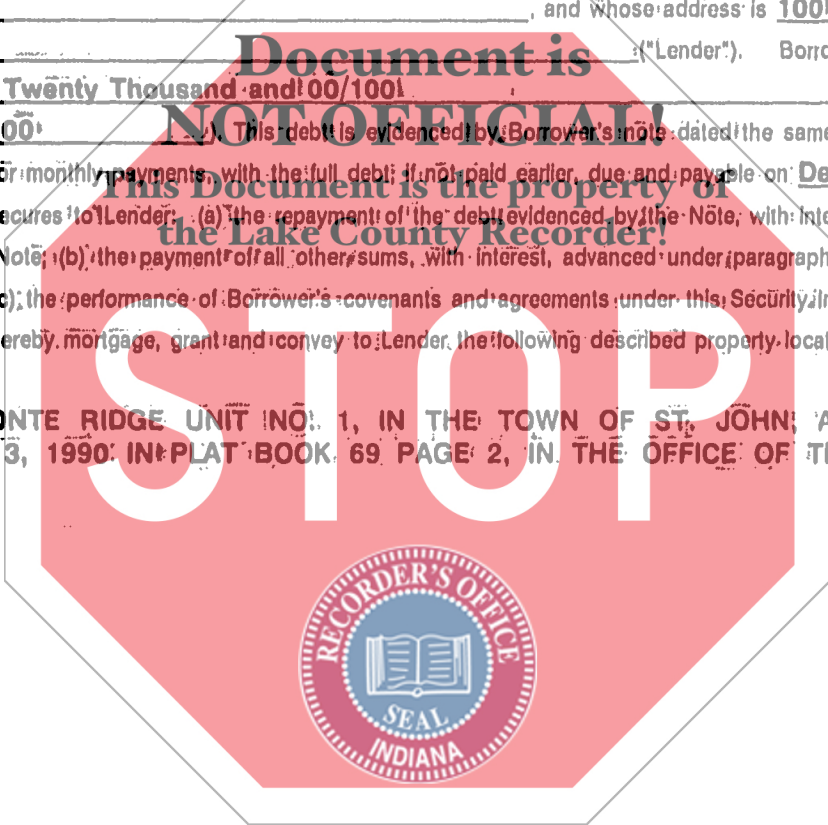 , and whose address is 100
("Lender"). Borro
Document is
Twenty Thousand and 00/100
NOT OFFICIAL!
00 ). This debt is evidenced by Borrower's note dated the same
or monthly payments, with the full debt, if not paid earlier, due and payable on De
This Document is the property of
ecures to Lender: (a) the repayment of the debt evidenced by the Note, with inte
the Lake County Recorder!
Note; (b) the payment of all other sums, with interest, advanced under paragraph
c) the performance of Borrower's covenants and agreements under this Security In
ereby mortgage, grant and convey to Lender the following described property locat
STOP
ONTE RIDGE UNIT NO. 1, IN THE TOWN OF ST. JOHN, A
3, 1990 IN PLAT BOOK 69 PAGE 2, IN THE OFFICE OF T
RECORDER'S OFFICE
SEAL
INDIANA